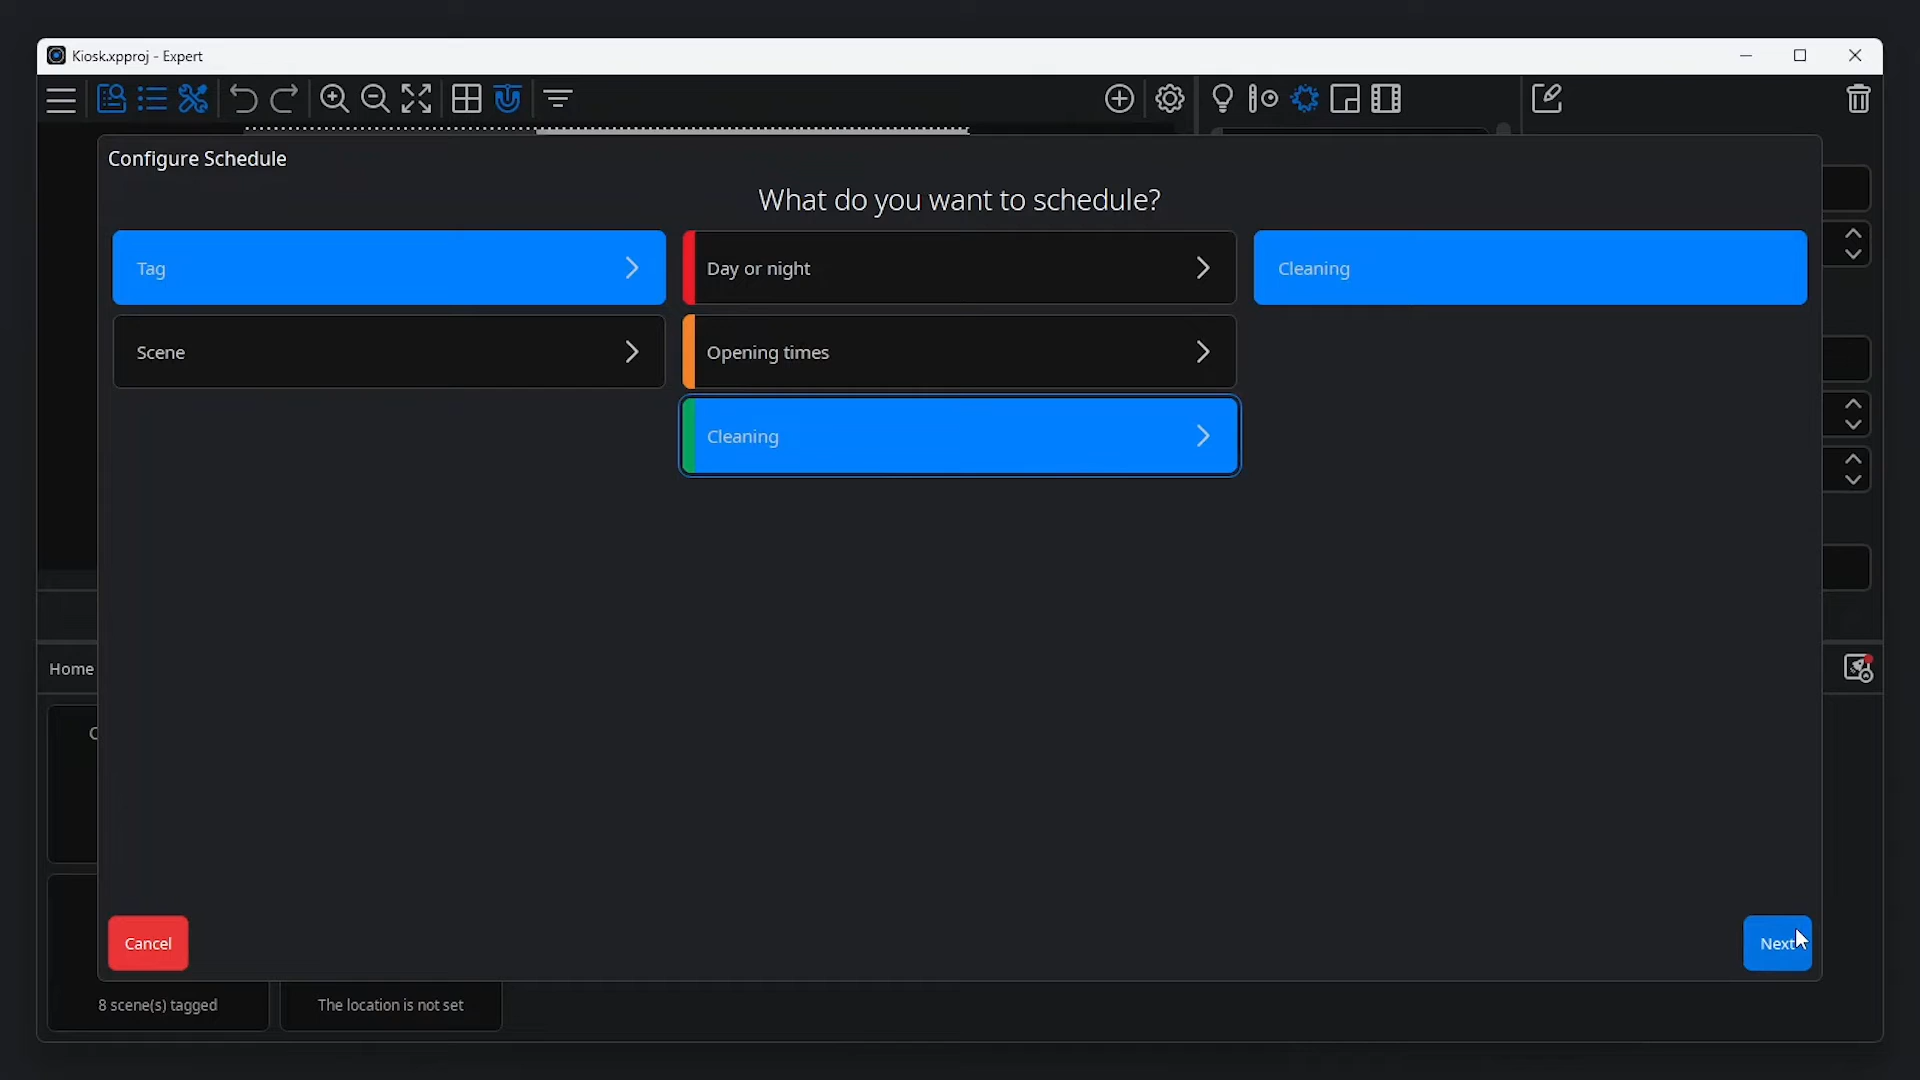 Kiosk.xpproj - Expert
Configure Schedule
What do you want to schedule?
Tag
Day or night
Cleaning
Scene
Opening times
Cleaning
Home
C
Cancel
Next
8 scene(s) tagged
The location is not set